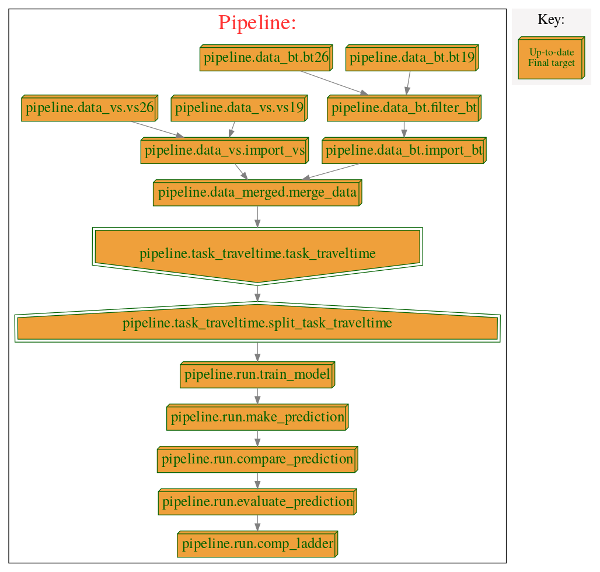 Pipeline:
Key:
pipeline.data_bt.bt26
pipeline.data_bt.bt19
Up-to-date
Final target
pipeline.data_vs.vs26
pipeline.data_vs.vs19
pipeline.data_bt.filter_bt
pipeline.data_vs.import_vs
pipeline.data_bt.import_bt
pipeline.data_merged.merge_data
pipeline.task_traveltime.task_traveltime
pipeline.task_traveltime.split_task_traveltime
pipeline.run.train_model
pipeline.run.make_prediction
pipeline.run.compare_prediction
pipeline.run.evaluate_prediction
pipeline.run.comp_ladder